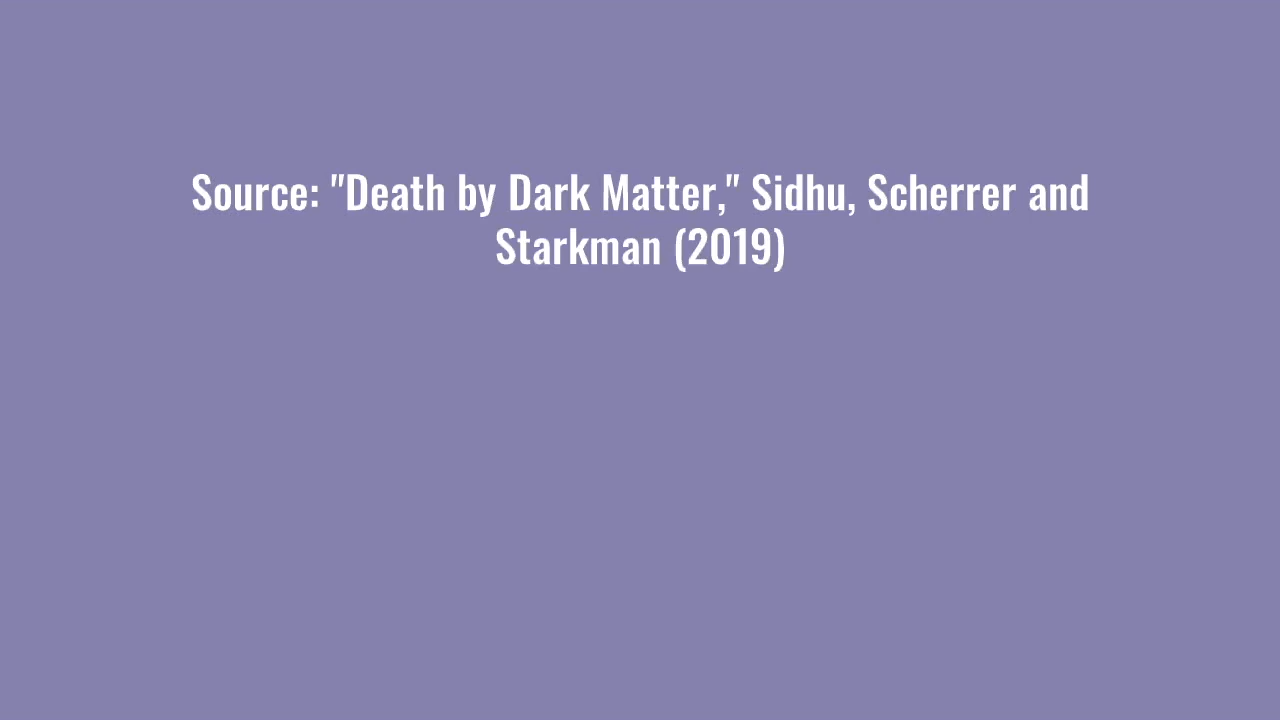 Source: "Death by Dark Matter," Sidhu, Scherrer and
Starkman (2019)